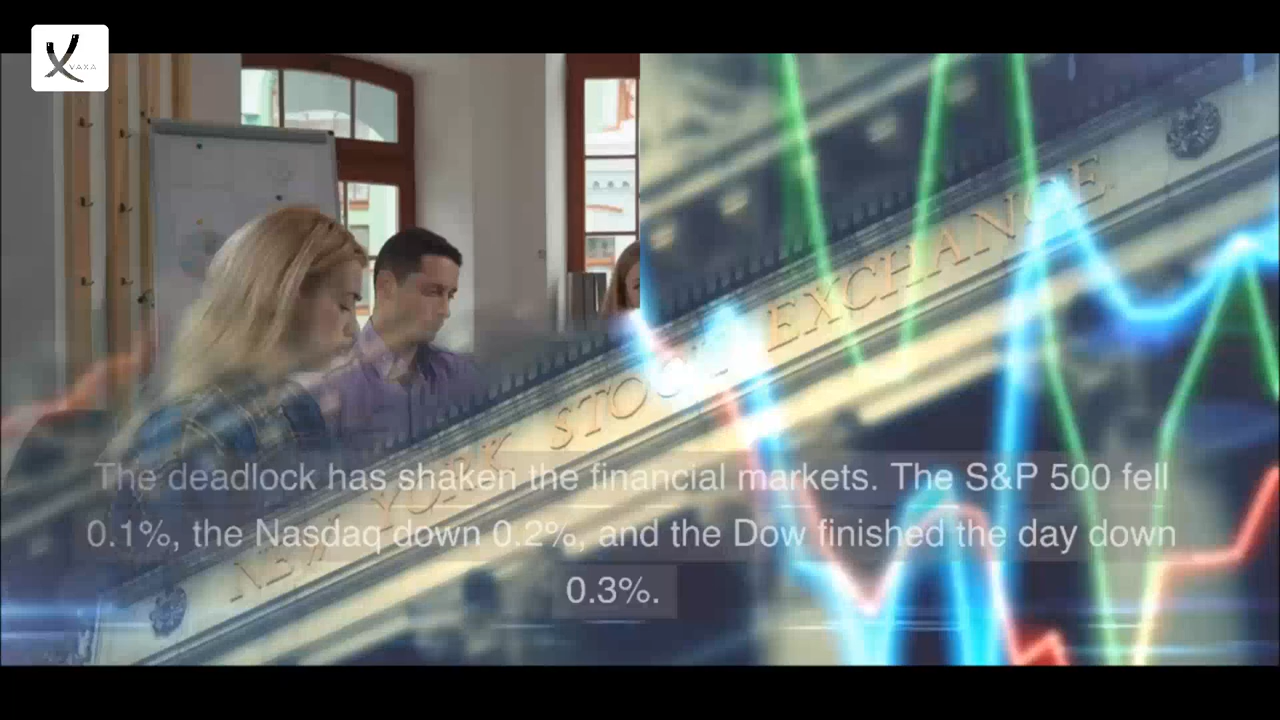 VAXA
NEW YORK STOCK EXCHANGE
The deadlock has shaken the financial markets. The S&P 500 fell
0.1%, the Nasdaq down 0.2%, and the Dow finished the day down
0.3%.